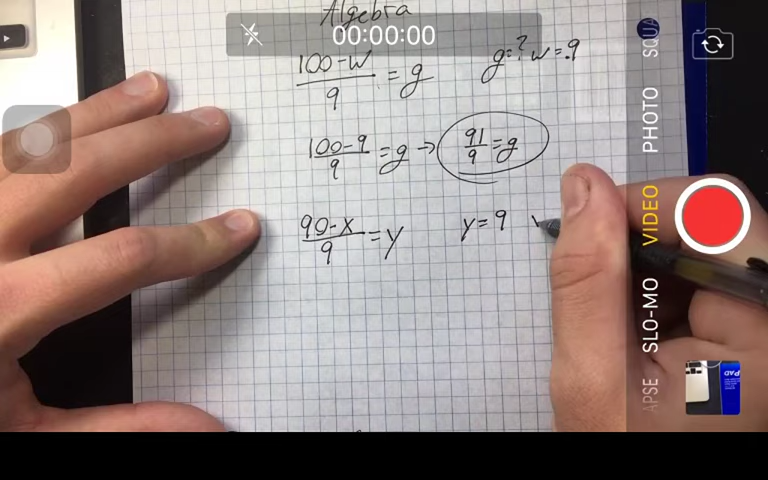 Algebra
00:00:00
100-w/9 = g g=? w=.9
100-9/9 = g → 91/9 = g
90-x/9 = y y=9
SQUA
PHOTO
VIDEO
SLO-MO
APSE
PAD